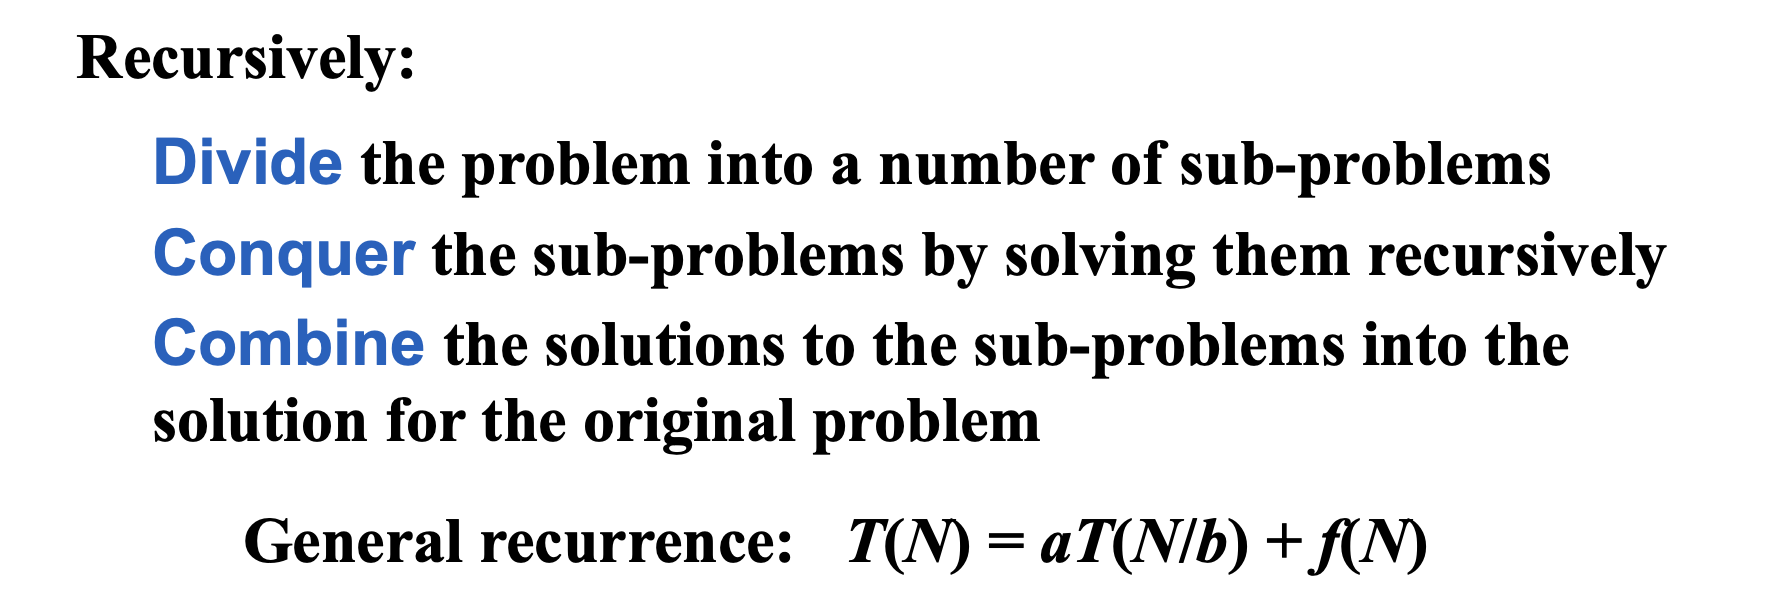 Recursively:
Divide the problem into a number of sub-problems
Conquer the sub-problems by solving them recursively
Combine the solutions to the sub-problems into the
solution for the original problem
General recurrence: T(N) = aT(N/b) + f(N)